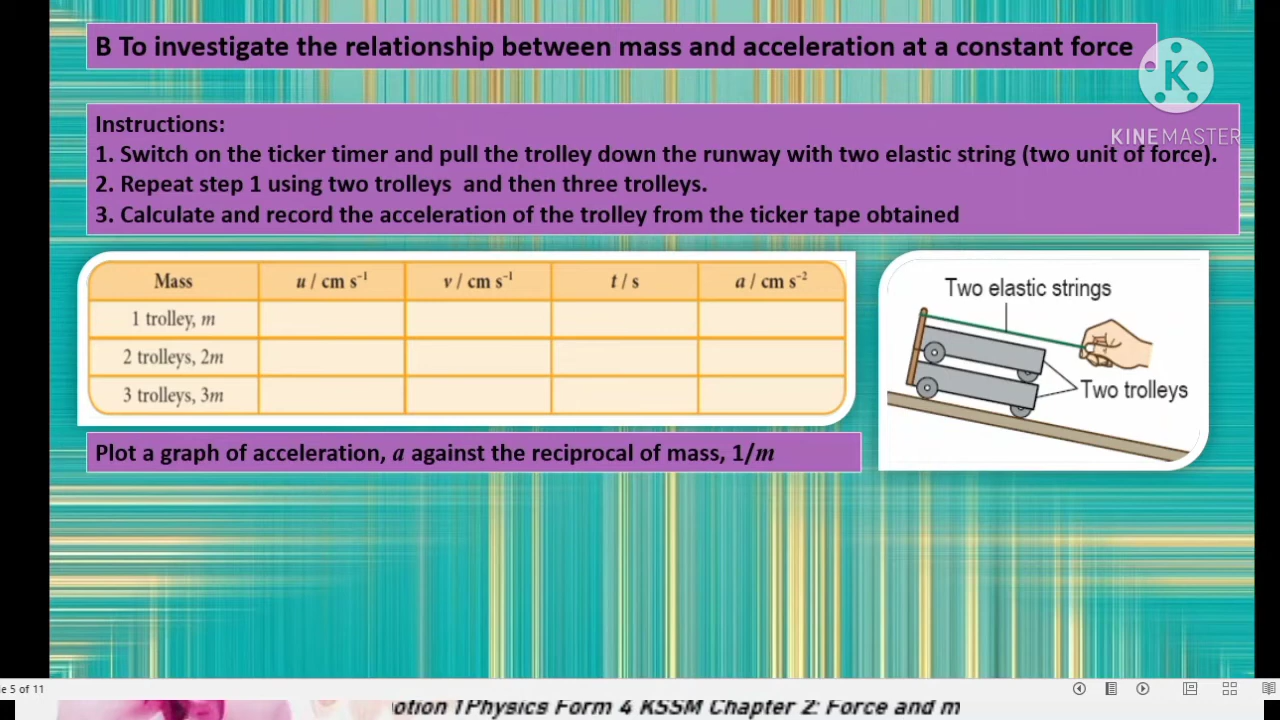 B To investigate the relationship between mass and acceleration at a constant force
K
KINEMASTER
Instructions:
1. Switch on the ticker timer and pull the trolley down the runway with two elastic string (two unit of force).
2. Repeat step 1 using two trolleys and then three trolleys.
3. Calculate and record the acceleration of the trolley from the ticker tape obtained
Mass u / cm s⁻¹ v / cm s⁻¹ t / s a / cm s⁻²
1 trolley, m
2 trolleys, 2m
3 trolleys, 3m
Two elastic strings
Two trolleys
Plot a graph of acceleration, a against the reciprocal of mass, 1/m
5 of 11
Physics Form 4 KSSM Chapter 2: Force and m